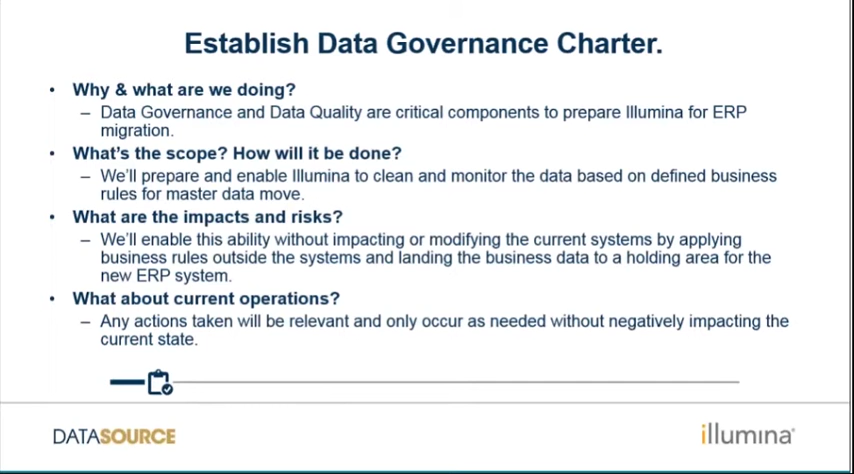 Establish Data Governance Charter.
• Why & what are we doing?
– Data Governance and Data Quality are critical components to prepare Illumina for ERP
migration.
• What's the scope? How will it be done?
– We'll prepare and enable Illumina to clean and monitor the data based on defined business
rules for master data move.
• What are the impacts and risks?
– We'll enable this ability without impacting or modifying the current systems by applying
business rules outside the systems and landing the business data to a holding area for the
new ERP system.
• What about current operations?
– Any actions taken will be relevant and only occur as needed without negatively impacting the
current state.
DATASOURCE
illumina®